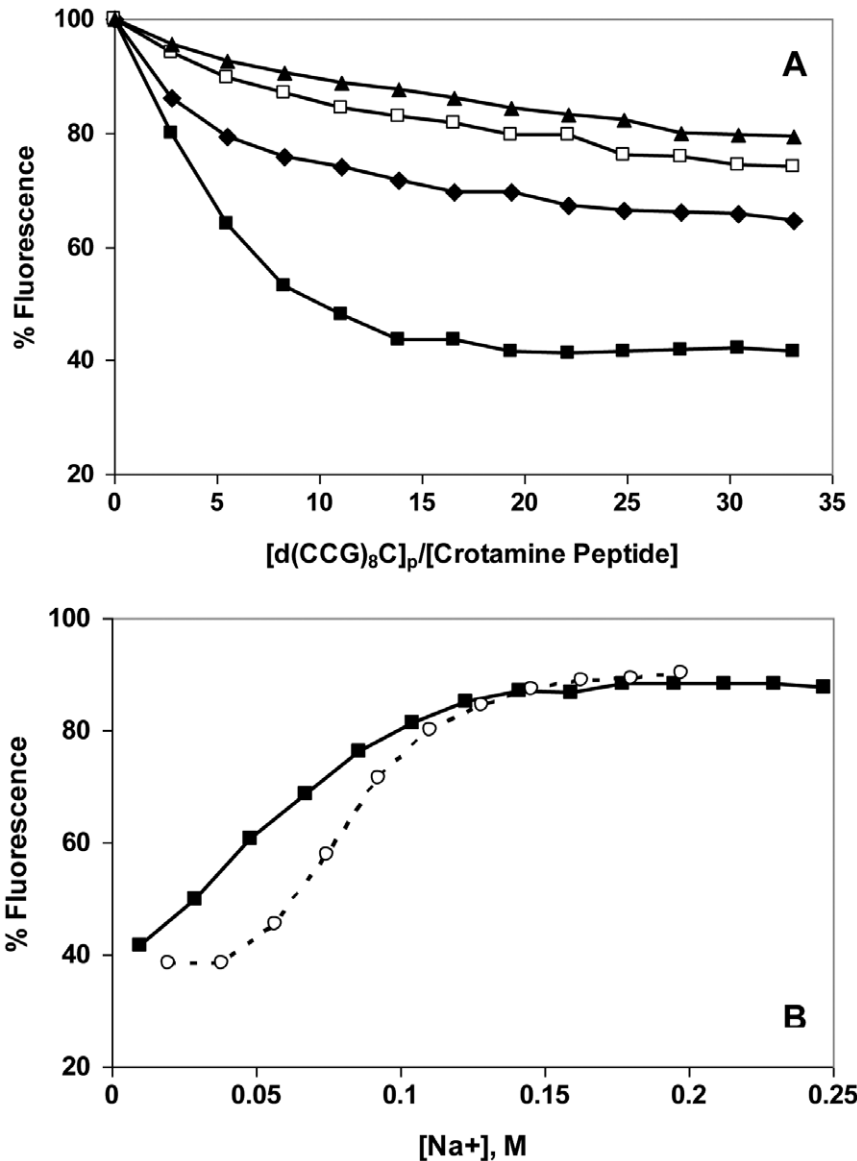 A
100
80
60
40
20
% Fluorescence
0 5 10 15 20 25 30 35
[d(CCG)₈C]ₚ/[Crotamine Peptide]
100
80
60
40
20
% Fluorescence
B
0 0.05 0.1 0.15 0.2 0.25
[Na+], M